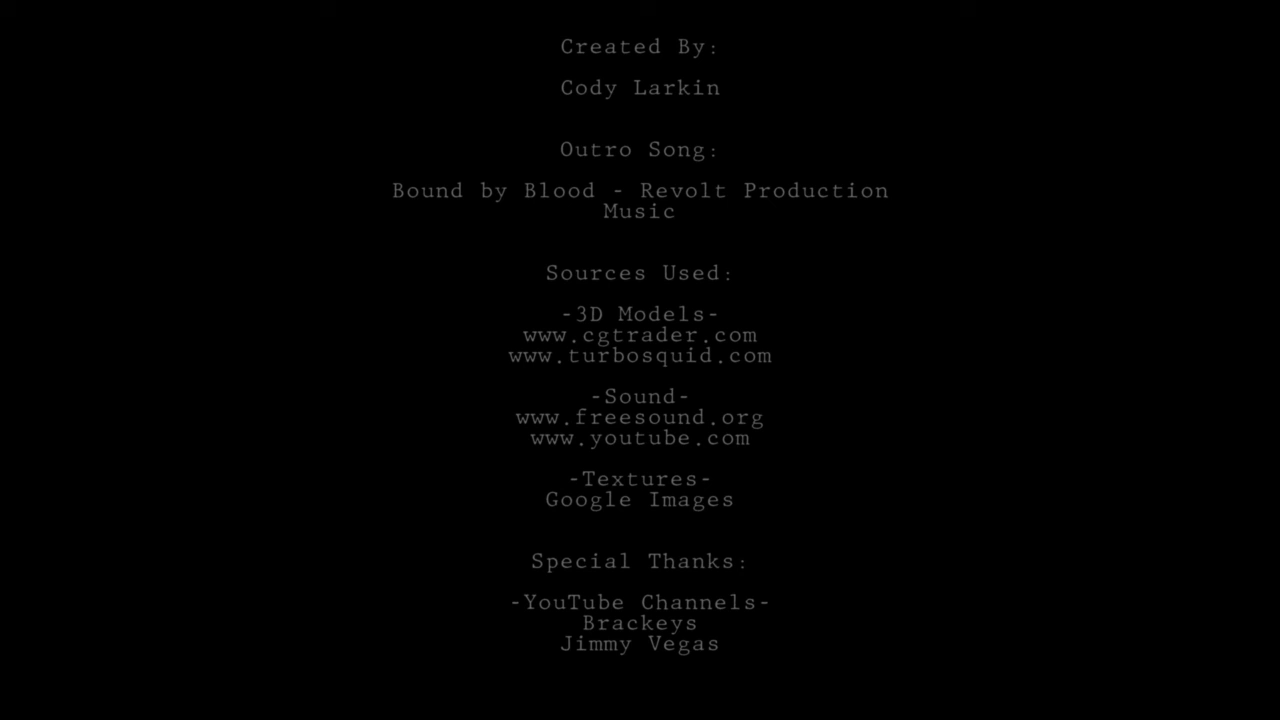 Created By:
Cody Larkin
Outro Song:
Bound by Blood - Revolt Production
Music
Sources Used:
-3D Models-
www.cgtrader.com
www.turbosquid.com
-Sound-
www.freesound.org
www.youtube.com
-Textures-
Google Images
Special Thanks:
-YouTube Channels-
Brackeys
Jimmy Vegas